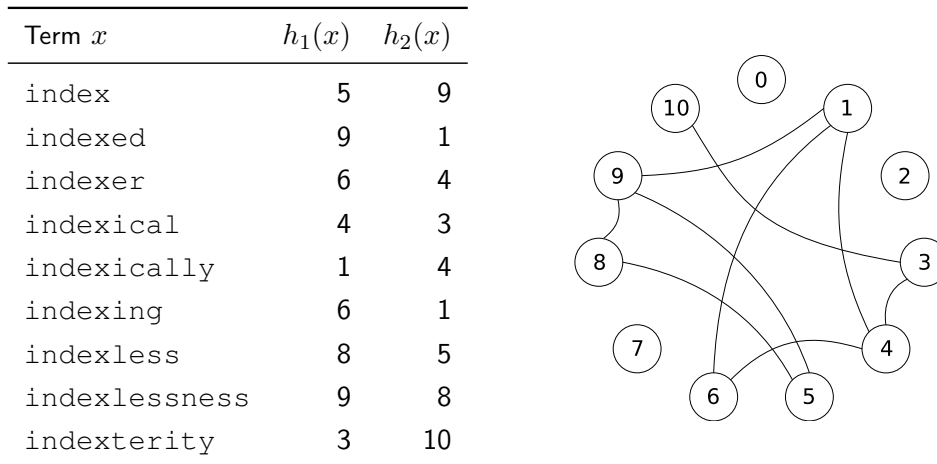 Term x h₁(x) h₂(x)
index 5 9
indexed 9 1
indexer 6 4
indexical 4 3
indexically 1 4
indexing 6 1
indexless 8 5
indexlessness 9 8
indexterity 3 10
0
10
1
9
2
8
3
7
4
6
5